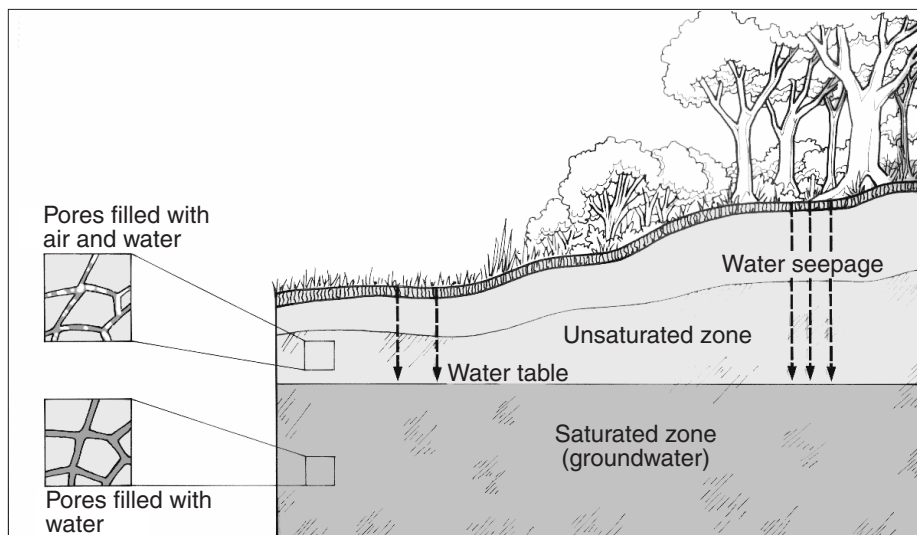 Pores filled with
air and water
Water seepage
Unsaturated zone
Water table
Saturated zone
(groundwater)
Pores filled with
water